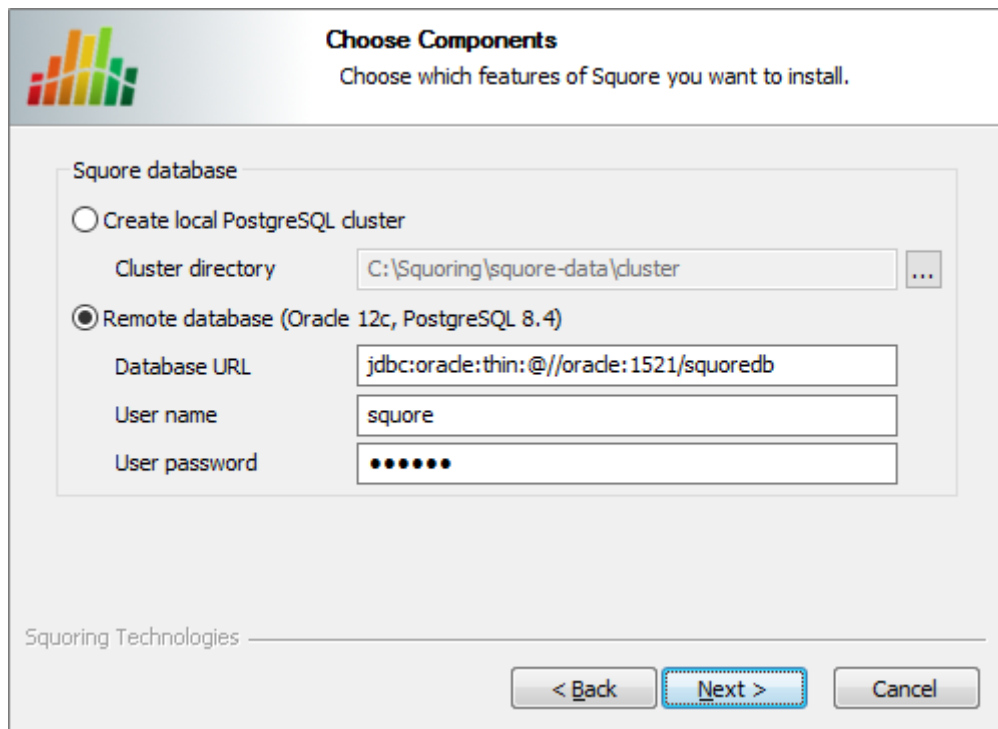 Choose Components
Choose which features of Squore you want to install.
Squore database
Create local PostgreSQL cluster
Cluster directory C:\Squoring\squore-data\cluster ...
Remote database (Oracle 12c, PostgreSQL 8.4)
Database URL jdbc:oracle:thin:@//oracle:1521/squoredb
User name squore
User password ●●●●●●
Squoring Technologies
< Back Next > Cancel